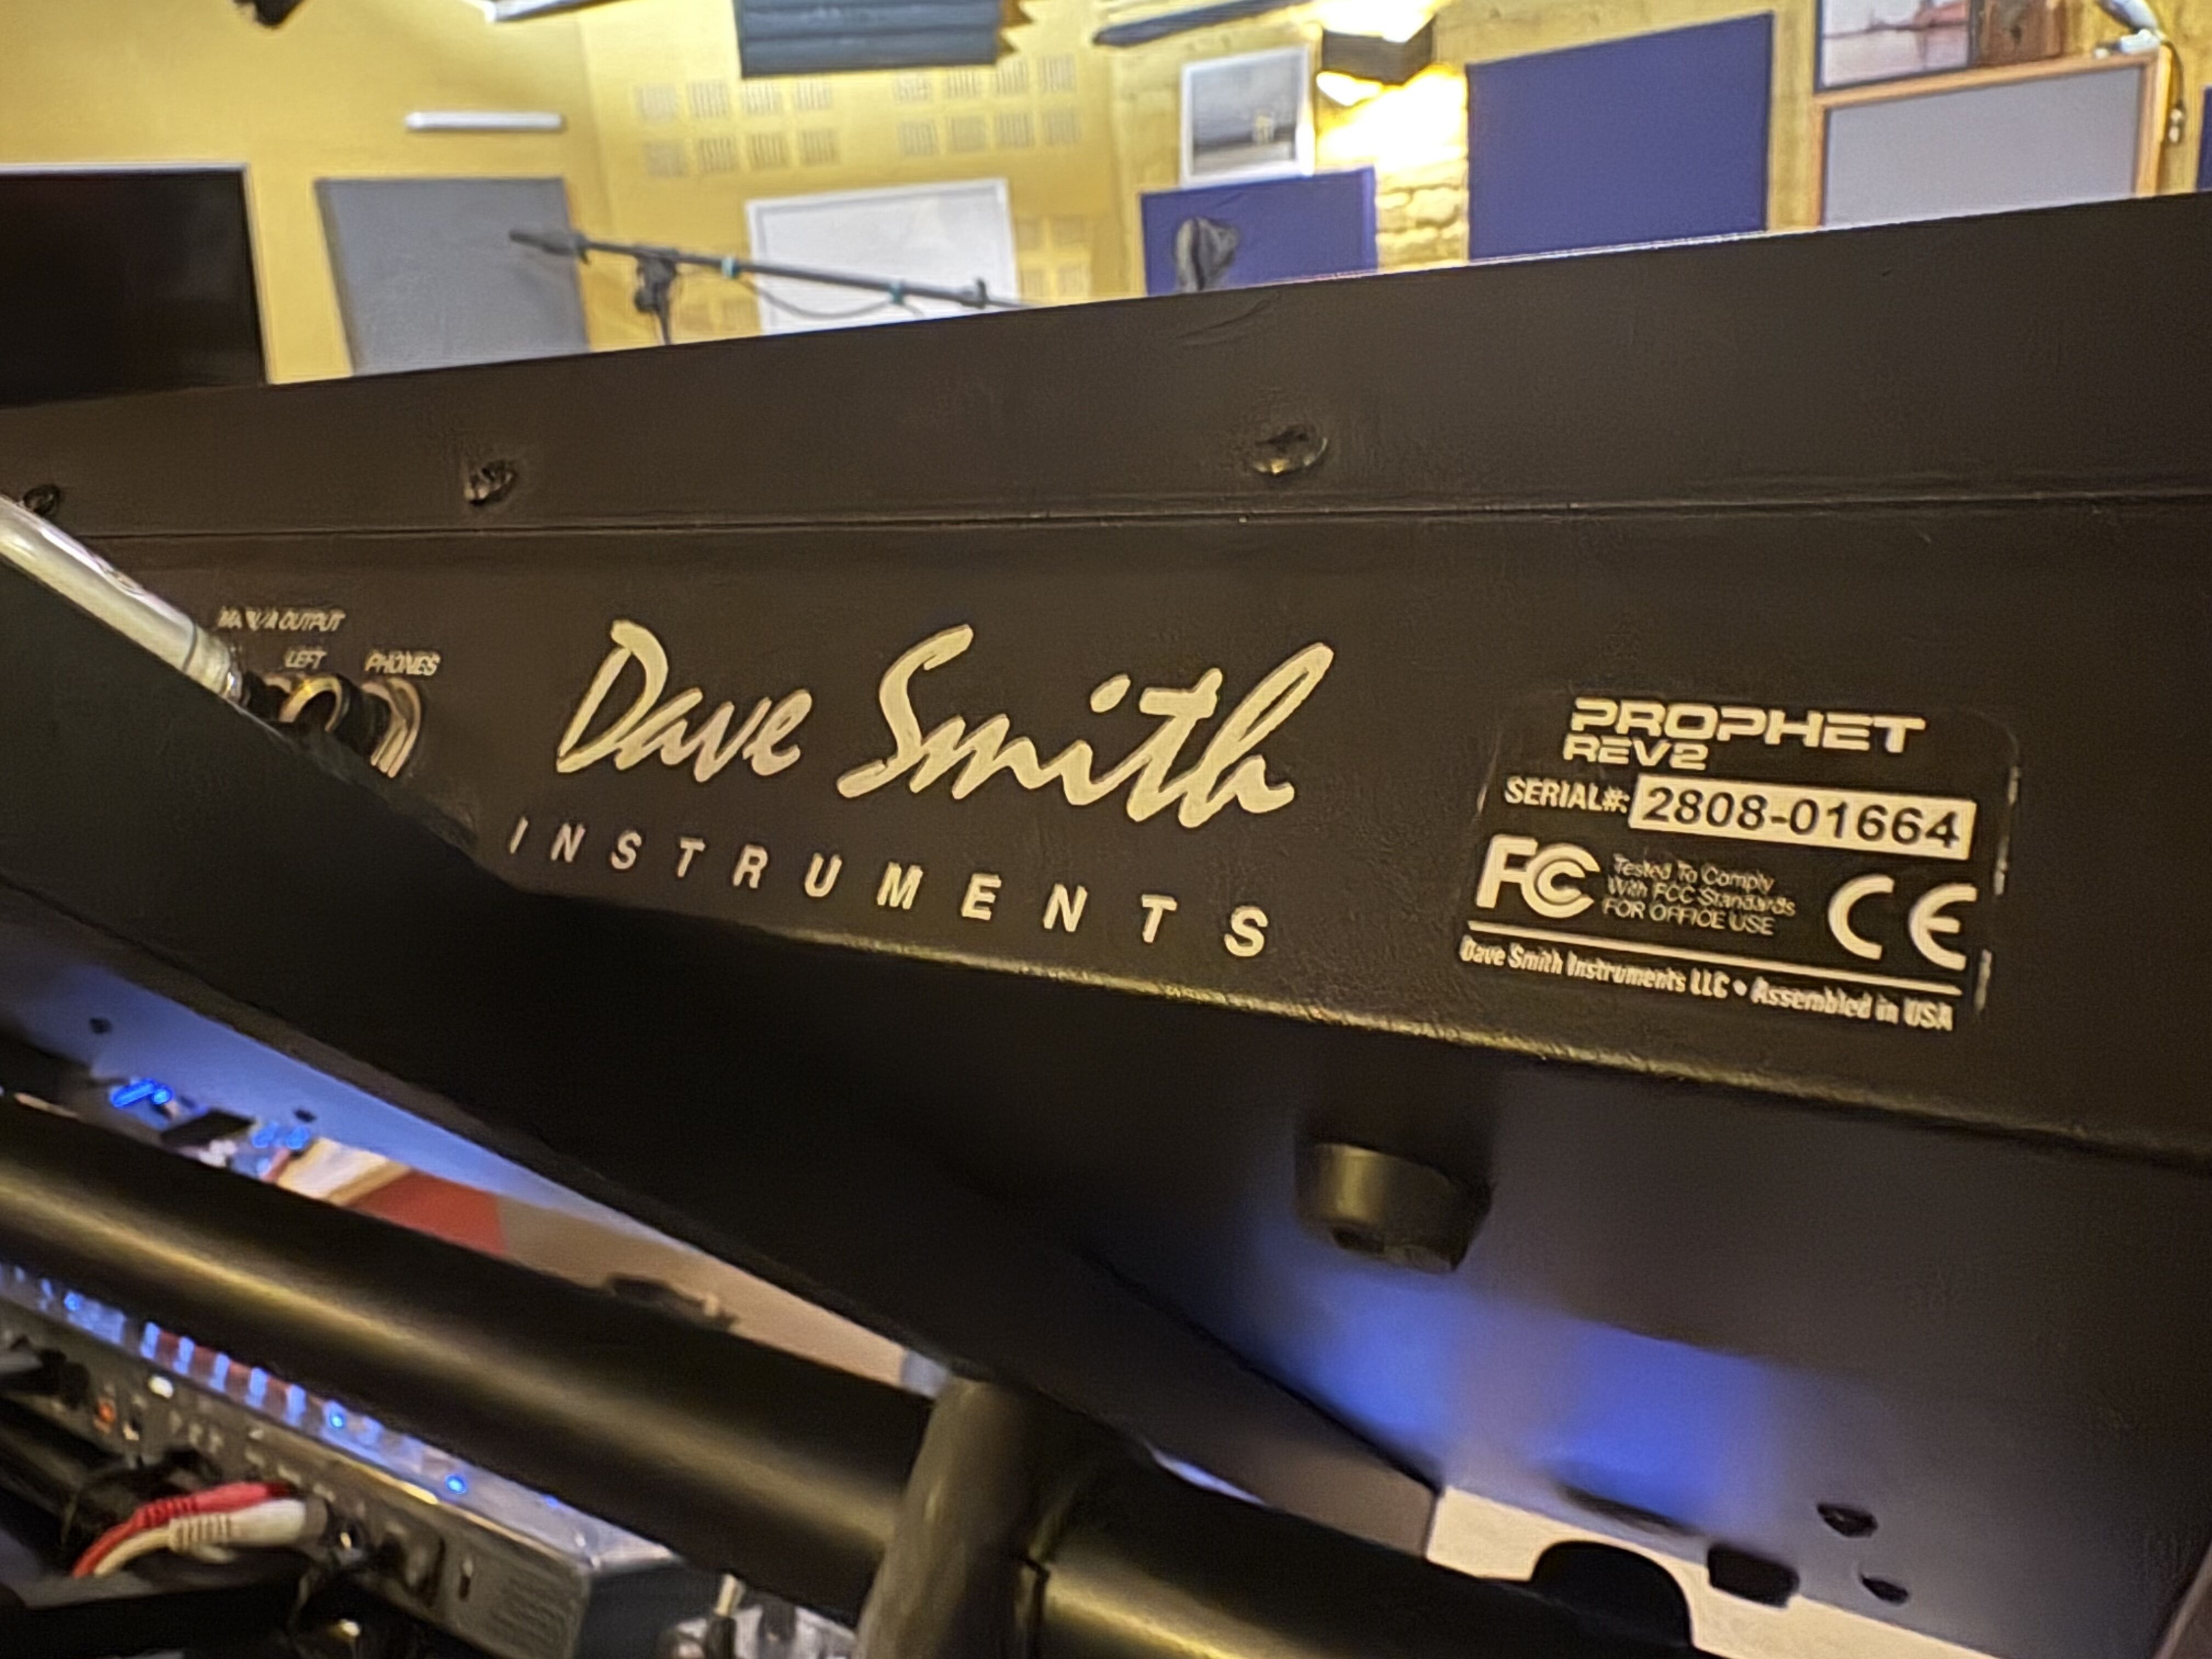 MAIN/A OUTPUT
LEFT
PHONES
Dave Smith
INSTRUMENTS
PROPHET
REV2
SERIAL#: 2808-01664
FC
Tested To Comply
With FCC Standards
FOR OFFICE USE
CE
Dave Smith Instruments LLC • Assembled in USA